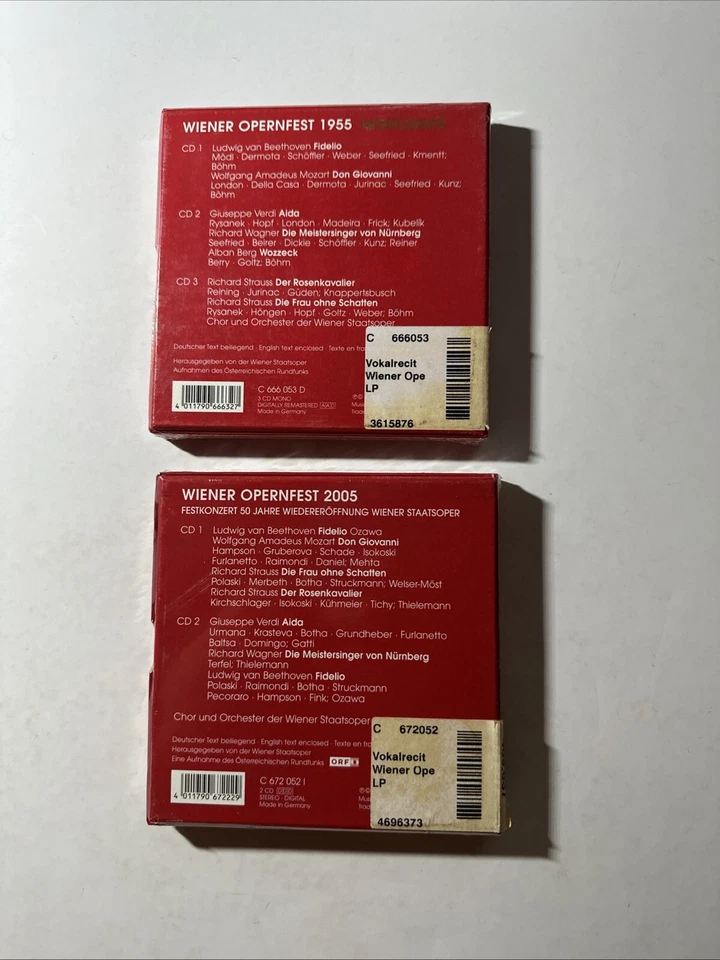 WIENER OPERNFEST 1955 HIGHLIGHTS
CD 1 Ludwig van Beethoven Fidelio
Mödl · Dermota · Schöffler · Weber · Seefried · Kmentt;
Böhm
Wolfgang Amadeus Mozart Don Giovanni
London · Della Casa · Dermota · Jurinac · Seefried · Kunz;
Böhm
CD 2 Giuseppe Verdi Aida
Rysanek · Hopf · London · Madeira · Frick; Kubelik
Richard Wagner Die Meistersinger von Nürnberg
Seefried · Beirer · Dickie · Schöffler · Kunz; Reiner
Alban Berg Wozzeck
Berry · Goltz; Böhm
CD 3 Richard Strauss Der Rosenkavalier
Reining · Jurinac · Güden; Knappertsbusch
Richard Strauss Die Frau ohne Schatten
Rysanek · Höngen · Hopf · Goltz · Weber; Böhm
Chor und Orchester der Wiener Staatsoper
Deutscher Text beiliegend · English text enclosed · Texte en fra
Herausgegeben von der Wiener Staatsoper
Aufnahmen des Österreichischen Rundfunks
4 011790 666327
C 666 053 D
3 CD MONO
DIGITALLY REMASTERED AAD
Made in Germany
Musi
Trad
C 666053
Vokalrecit
Wiener Ope
LP
3615876
WIENER OPERNFEST 2005
FESTKONZERT 50 JAHRE WIEDERERÖFFNUNG WIENER STAATSOPER
CD 1 Ludwig van Beethoven Fidelio Ozawa
Wolfgang Amadeus Mozart Don Giovanni
Hampson · Gruberova · Schade · Isokoski
Furlanetto · Raimondi · Daniel; Mehta
Richard Strauss Die Frau ohne Schatten
Polaski · Merbeth · Botha · Struckmann; Welser-Möst
Richard Strauss Der Rosenkavalier
Kirchschlager · Isokoski · Kühmeier · Tichy; Thielemann
CD 2 Giuseppe Verdi Aida
Urmana · Krasteva · Botha · Grundheber · Furlanetto
Baltsa · Domingo; Gatti
Richard Wagner Die Meistersinger von Nürnberg
Terfel; Thielemann
Ludwig van Beethoven Fidelio
Polaski · Raimondi · Botha · Struckmann
Pecoraro · Hampson · Fink; Ozawa
Chor und Orchester der Wiener Staatsoper
Deutscher Text beiliegend · English text enclosed · Texte en fra
Herausgegeben von der Wiener Staatsoper
Eine Aufnahme des Österreichischen Rundfunks ORF
4 011790 672229
C 672 052 I
2 CD DDD
STEREO · DIGITAL
Made in Germany
Musi
Trad
C 672052
Vokalrecit
Wiener Ope
LP
4696373